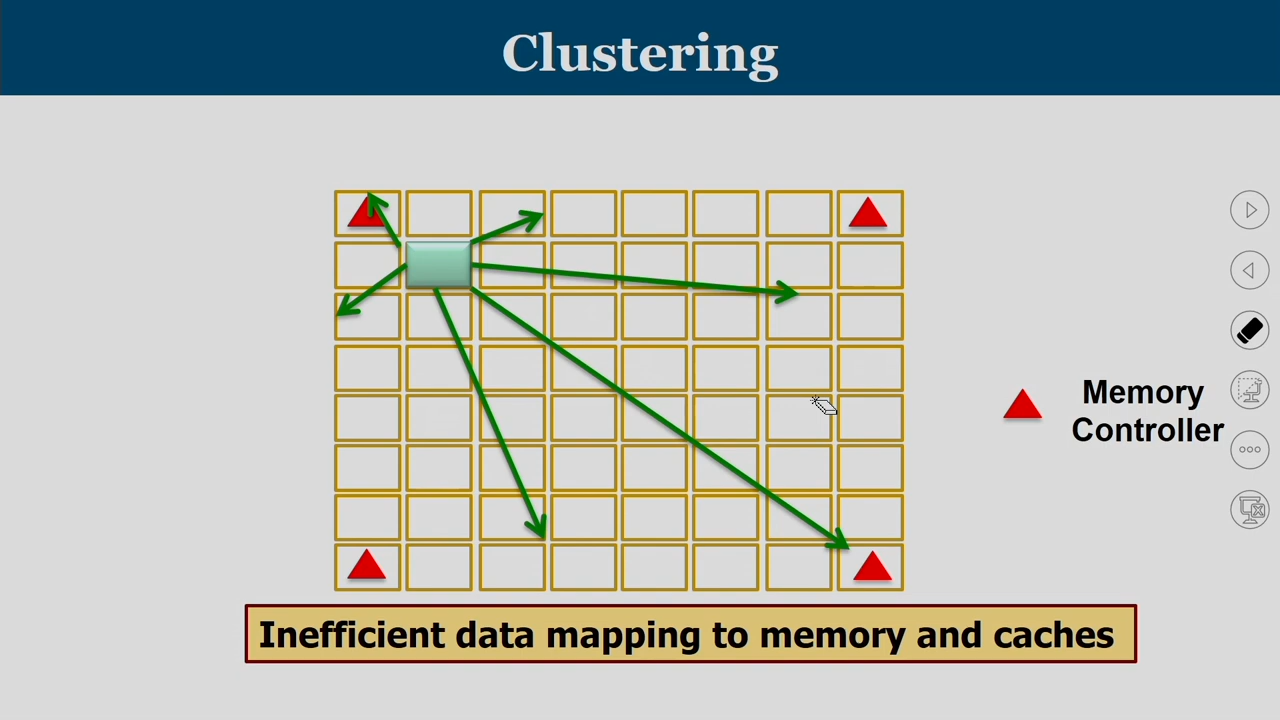 Clustering
Memory
Controller
Inefficient data mapping to memory and caches